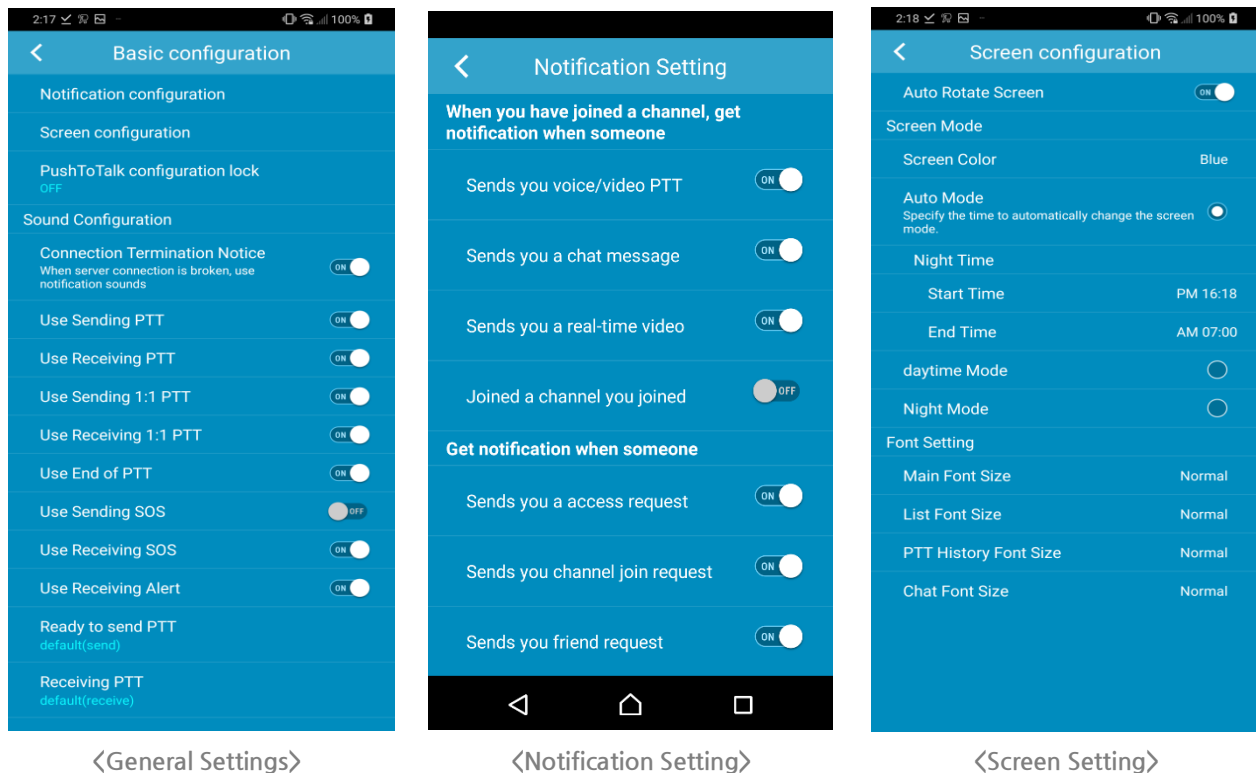 2:17
100%
Basic configuration
Notification configuration
Screen configuration
PushToTalk configuration lock
OFF
Sound Configuration
Connection Termination Notice
When server connection is broken, use
notification sounds
ON
Use Sending PTT ON
Use Receiving PTT ON
Use Sending 1:1 PTT ON
Use Receiving 1:1 PTT ON
Use End of PTT ON
Use Sending SOS OFF
Use Receiving SOS ON
Use Receiving Alert ON
Ready to send PTT
default(send)
Receiving PTT
default(receive)
<General Settings>
Notification Setting
When you have joined a channel, get
notification when someone
Sends you voice/video PTT ON
Sends you a chat message ON
Sends you a real-time video ON
Joined a channel you joined OFF
Get notification when someone
Sends you a access request ON
Sends you channel join request ON
Sends you friend request ON
<Notification Setting>
2:18
100%
Screen configuration
Auto Rotate Screen ON
Screen Mode
Screen Color Blue
Auto Mode
Specify the time to automatically change the screen
mode.
Night Time
Start Time PM 16:18
End Time AM 07:00
daytime Mode
Night Mode
Font Setting
Main Font Size Normal
List Font Size Normal
PTT History Font Size Normal
Chat Font Size Normal
<Screen Setting>